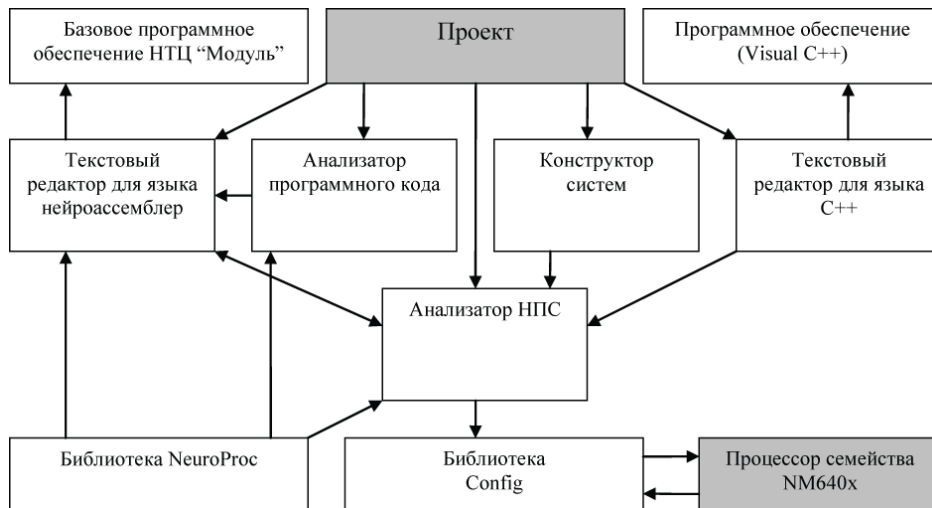 Базовое программное
обеспечение НТЦ “Модуль”
Проект
Программное обеспечение
(Visual C++)
Текстовый
редактор для языка
нейроассемблер
Анализатор
программного кода
Конструктор
систем
Текстовый
редактор для языка
C++
Анализатор НПС
Библиотека NeuroProc
Библиотека
Config
Процессор семейства
NM640x